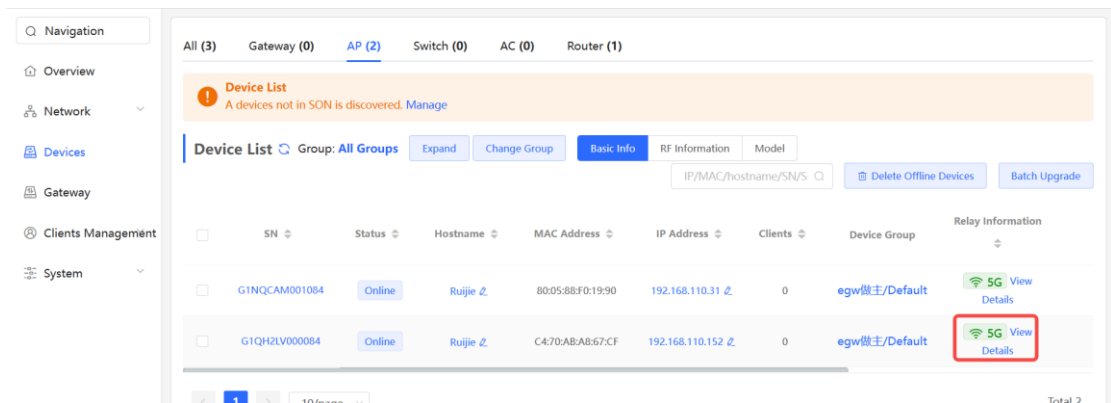 Navigation
Overview
Network
Devices
Gateway
Clients Management
System
All (3) Gateway (0) AP (2) Switch (0) AC (0) Router (1)
Device List
A devices not in SON is discovered. Manage
Device List Group: All Groups Expand Change Group Basic Info RF Information Model
IP/MAC/hostname/SN/S Delete Offline Devices Batch Upgrade
SN Status Hostname MAC Address IP Address Clients Device Group Relay Information
G1NQCAM001084 Online Ruijie 80:05:88:F0:19:90 192.168.110.31 0 egw做主/Default 5G View
Details
G1QH2LV000084 Online Ruijie C4:70:AB:A8:67:CF 192.168.110.152 0 egw做主/Default 5G View
Details
1 10/page Total 2